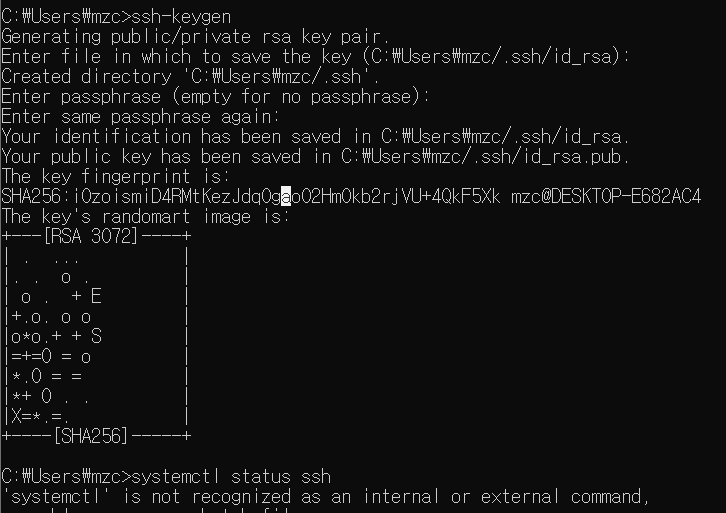 C:₩Users₩mzc>ssh-keygen
Generating public/private rsa key pair.
Enter file in which to save the key (C:₩Users₩mzc/.ssh/id_rsa):
Created directory 'C:₩Users₩mzc/.ssh'.
Enter passphrase (empty for no passphrase):
Enter same passphrase again:
Your identification has been saved in C:₩Users₩mzc/.ssh/id_rsa.
Your public key has been saved in C:₩Users₩mzc/.ssh/id_rsa.pub.
The key fingerprint is:
SHA256:iOzoismiD4RMtKezJdqOgaoO2HmOkb2rjVU+4QkF5Xk mzc@DESKTOP-E682AC4
The key's randomart image is:
+---[RSA 3072]----+
| .   ...         |
|. .   o .        |
| o .   + E       |
|+.o. o o         |
|o*o.+ + S        |
|=+=O = o         |
|*.O = =          |
|*+ O . .         |
|X=*.=.           |
+----[SHA256]-----+
C:₩Users₩mzc>systemctl status ssh
'systemctl' is not recognized as an internal or external command,